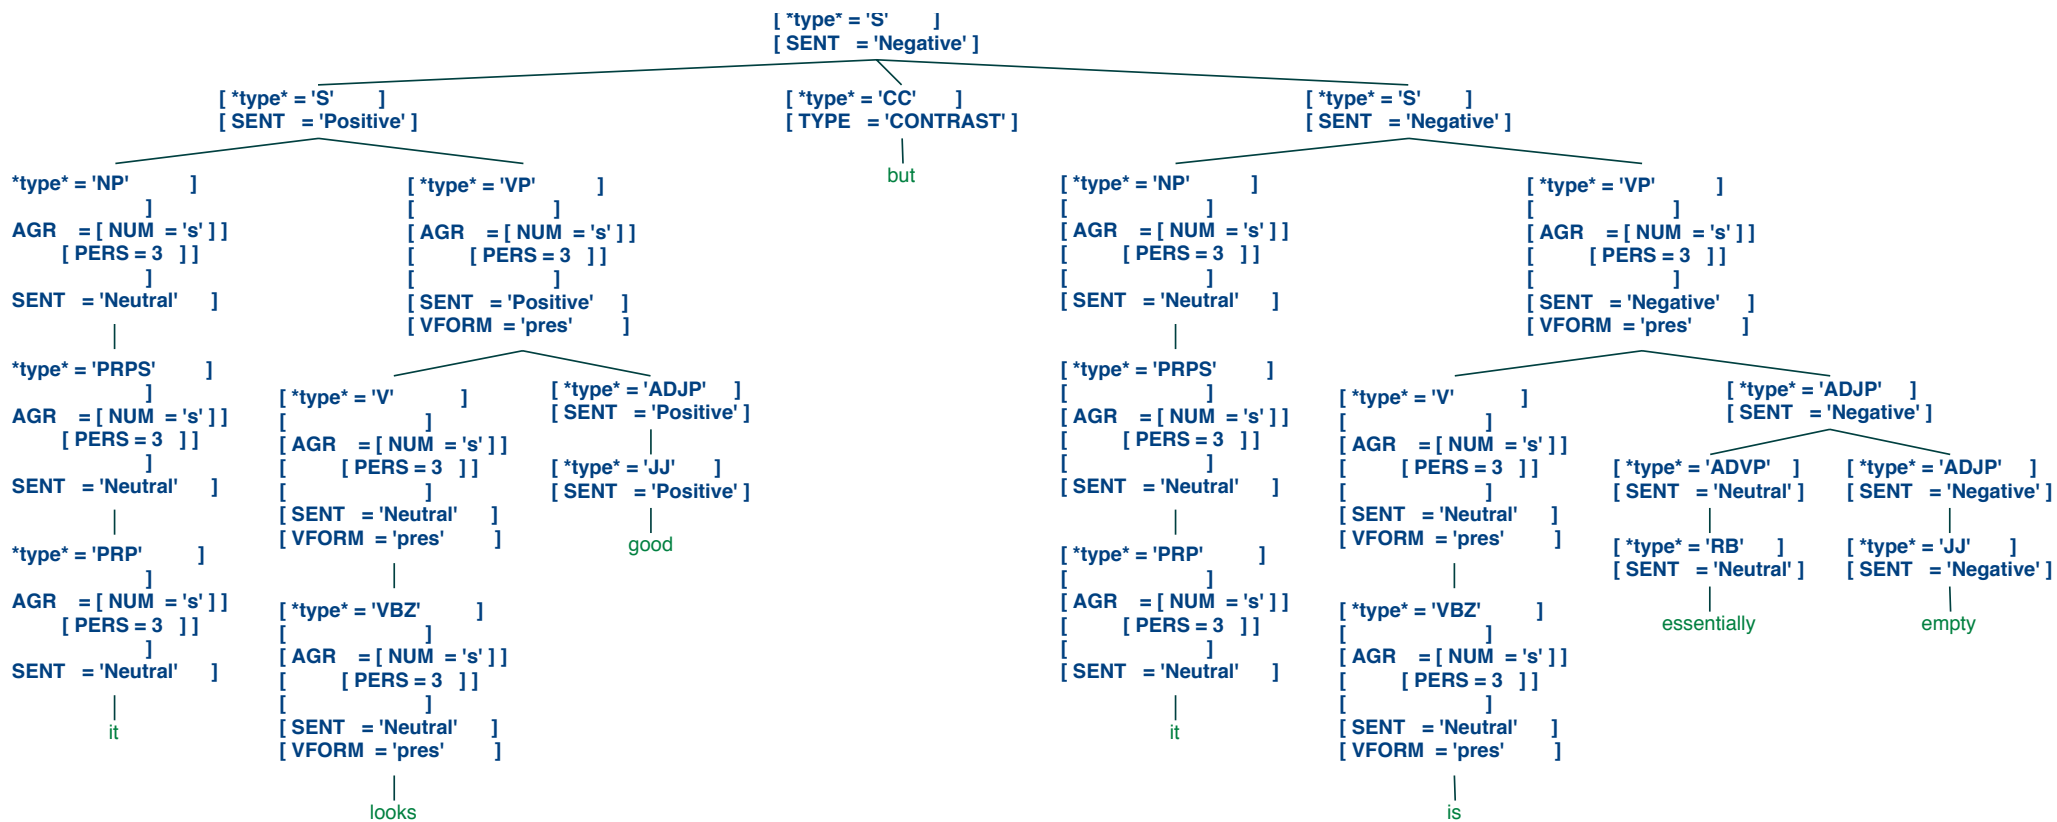 [ *type* = 'S' ]
[ SENT = 'Negative' ]
[ *type* = 'S' ]
[ SENT = 'Positive' ]
[ *type* = 'CC' ]
[ TYPE = 'CONTRAST' ]
but
[ *type* = 'S' ]
[ SENT = 'Negative' ]
*type* = 'NP' ]
]
AGR = [ NUM = 's' ] ]
[ PERS = 3 ] ]
]
SENT = 'Neutral' ]
*type* = 'PRPS' ]
]
AGR = [ NUM = 's' ] ]
[ PERS = 3 ] ]
]
SENT = 'Neutral' ]
*type* = 'PRP' ]
]
AGR = [ NUM = 's' ] ]
[ PERS = 3 ] ]
]
SENT = 'Neutral' ]
it
[ *type* = 'VP' ]
[ ]
[ AGR = [ NUM = 's' ] ]
[ [ PERS = 3 ] ]
[ ]
[ SENT = 'Positive' ]
[ VFORM = 'pres' ]
[ *type* = 'V' ]
[ ]
[ AGR = [ NUM = 's' ] ]
[ [ PERS = 3 ] ]
[ ]
[ SENT = 'Neutral' ]
[ VFORM = 'pres' ]
[ *type* = 'VBZ' ]
[ ]
[ AGR = [ NUM = 's' ] ]
[ [ PERS = 3 ] ]
[ ]
[ SENT = 'Neutral' ]
[ VFORM = 'pres' ]
looks
[ *type* = 'ADJP' ]
[ SENT = 'Positive' ]
[ *type* = 'JJ' ]
[ SENT = 'Positive' ]
good
[ *type* = 'NP' ]
[ ]
[ AGR = [ NUM = 's' ] ]
[ [ PERS = 3 ] ]
[ ]
[ SENT = 'Neutral' ]
[ *type* = 'PRPS' ]
[ ]
[ AGR = [ NUM = 's' ] ]
[ [ PERS = 3 ] ]
[ ]
[ SENT = 'Neutral' ]
[ *type* = 'PRP' ]
[ ]
[ AGR = [ NUM = 's' ] ]
[ [ PERS = 3 ] ]
[ ]
[ SENT = 'Neutral' ]
it
[ *type* = 'VP' ]
[ ]
[ AGR = [ NUM = 's' ] ]
[ [ PERS = 3 ] ]
[ ]
[ SENT = 'Negative' ]
[ VFORM = 'pres' ]
[ *type* = 'V' ]
[ ]
[ AGR = [ NUM = 's' ] ]
[ [ PERS = 3 ] ]
[ ]
[ SENT = 'Neutral' ]
[ VFORM = 'pres' ]
[ *type* = 'VBZ' ]
[ ]
[ AGR = [ NUM = 's' ] ]
[ [ PERS = 3 ] ]
[ ]
[ SENT = 'Neutral' ]
[ VFORM = 'pres' ]
is
[ *type* = 'ADJP' ]
[ SENT = 'Negative' ]
[ *type* = 'ADVP' ]
[ SENT = 'Neutral' ]
[ *type* = 'RB' ]
[ SENT = 'Neutral' ]
essentially
[ *type* = 'ADJP' ]
[ SENT = 'Negative' ]
[ *type* = 'JJ' ]
[ SENT = 'Negative' ]
empty